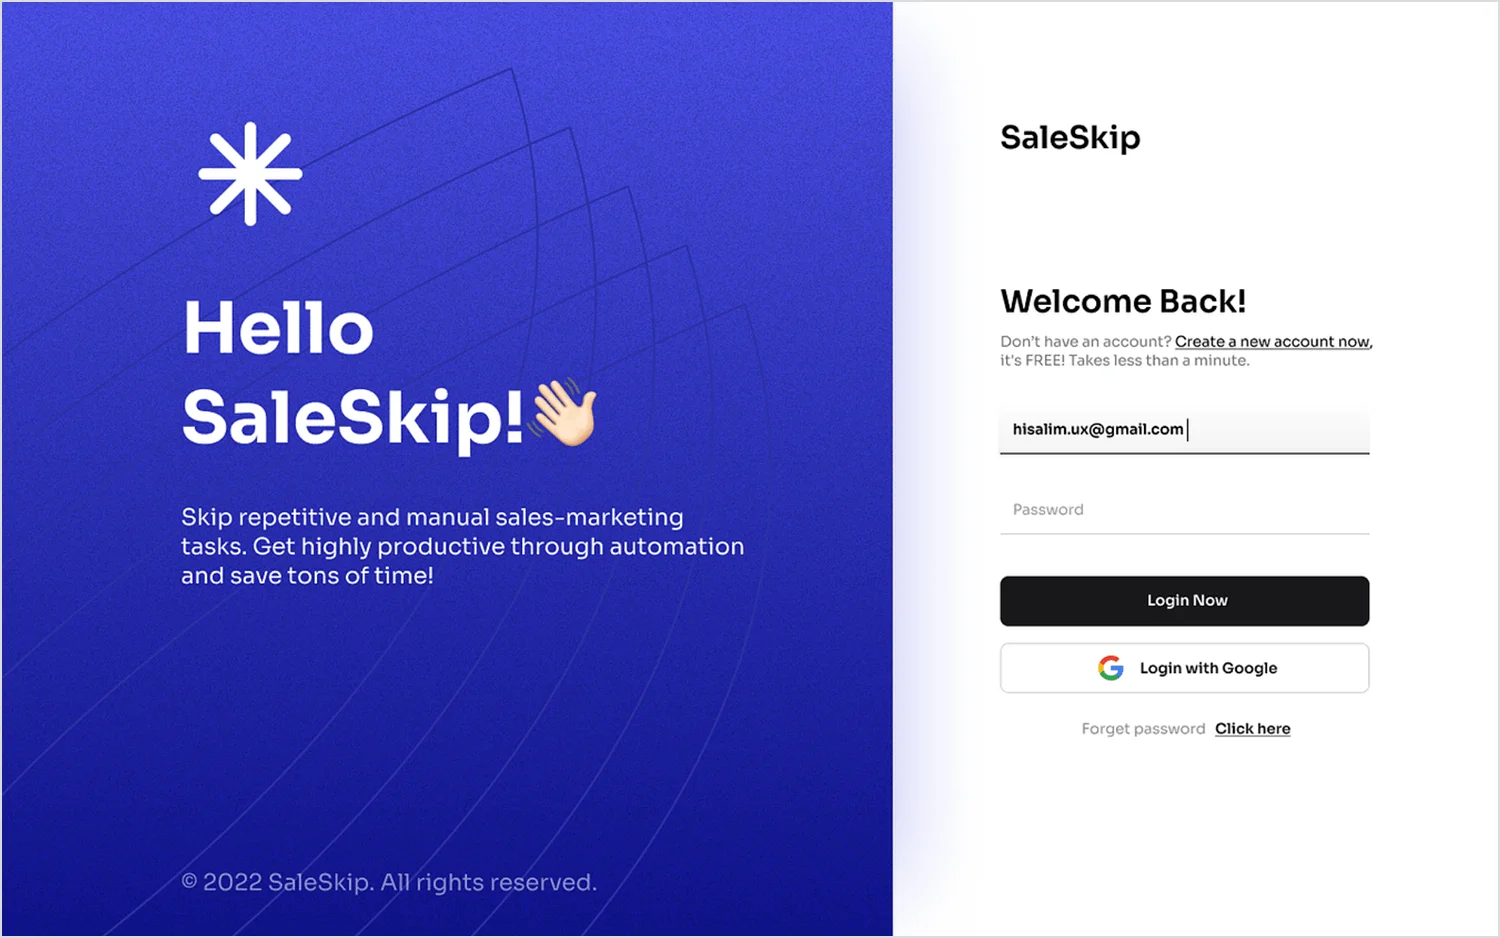 Hello
SaleSkip!
Skip repetitive and manual sales-marketing
tasks. Get highly productive through automation
and save tons of time!
© 2022 SaleSkip. All rights reserved.
SaleSkip
Welcome Back!
Don’t have an account? Create a new account now,
it's FREE! Takes less than a minute.
hisalim.ux@gmail.com
Password
Login Now
Login with Google
Forget password Click here